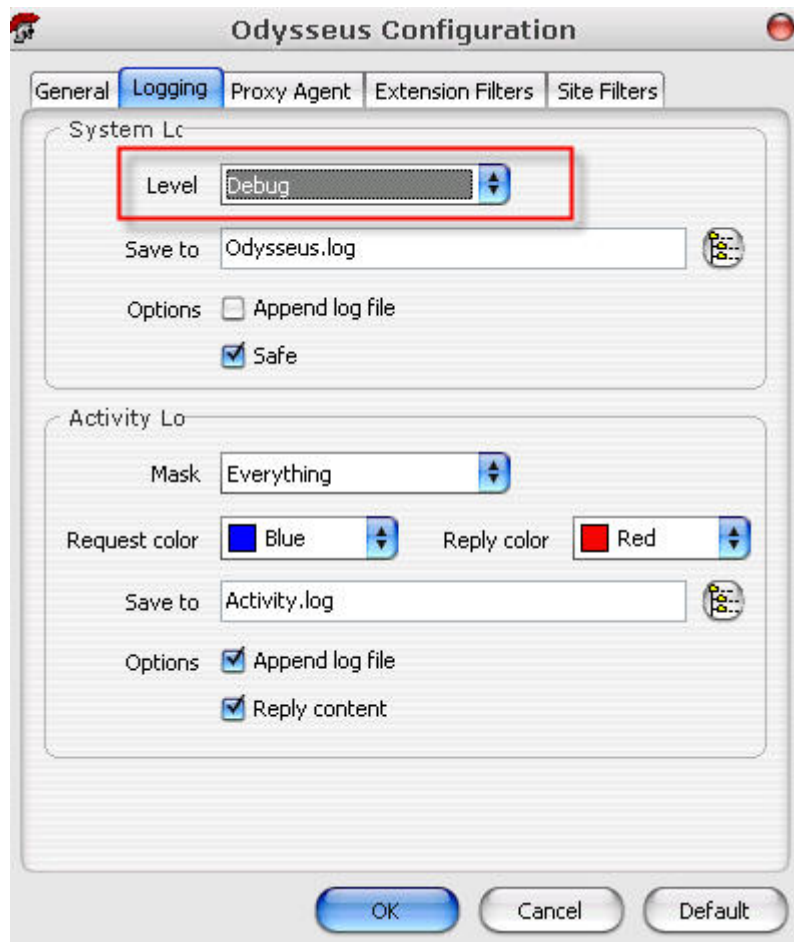 Odysseus Configuration
General Logging Proxy Agent Extension Filters Site Filters
System Lo
Level Debug
Save to Odysseus.log
Options Append log file
Safe
Activity Lo
Mask Everything
Request color Blue Reply color Red
Save to Activity.log
Options Append log file
Reply content
OK Cancel Default